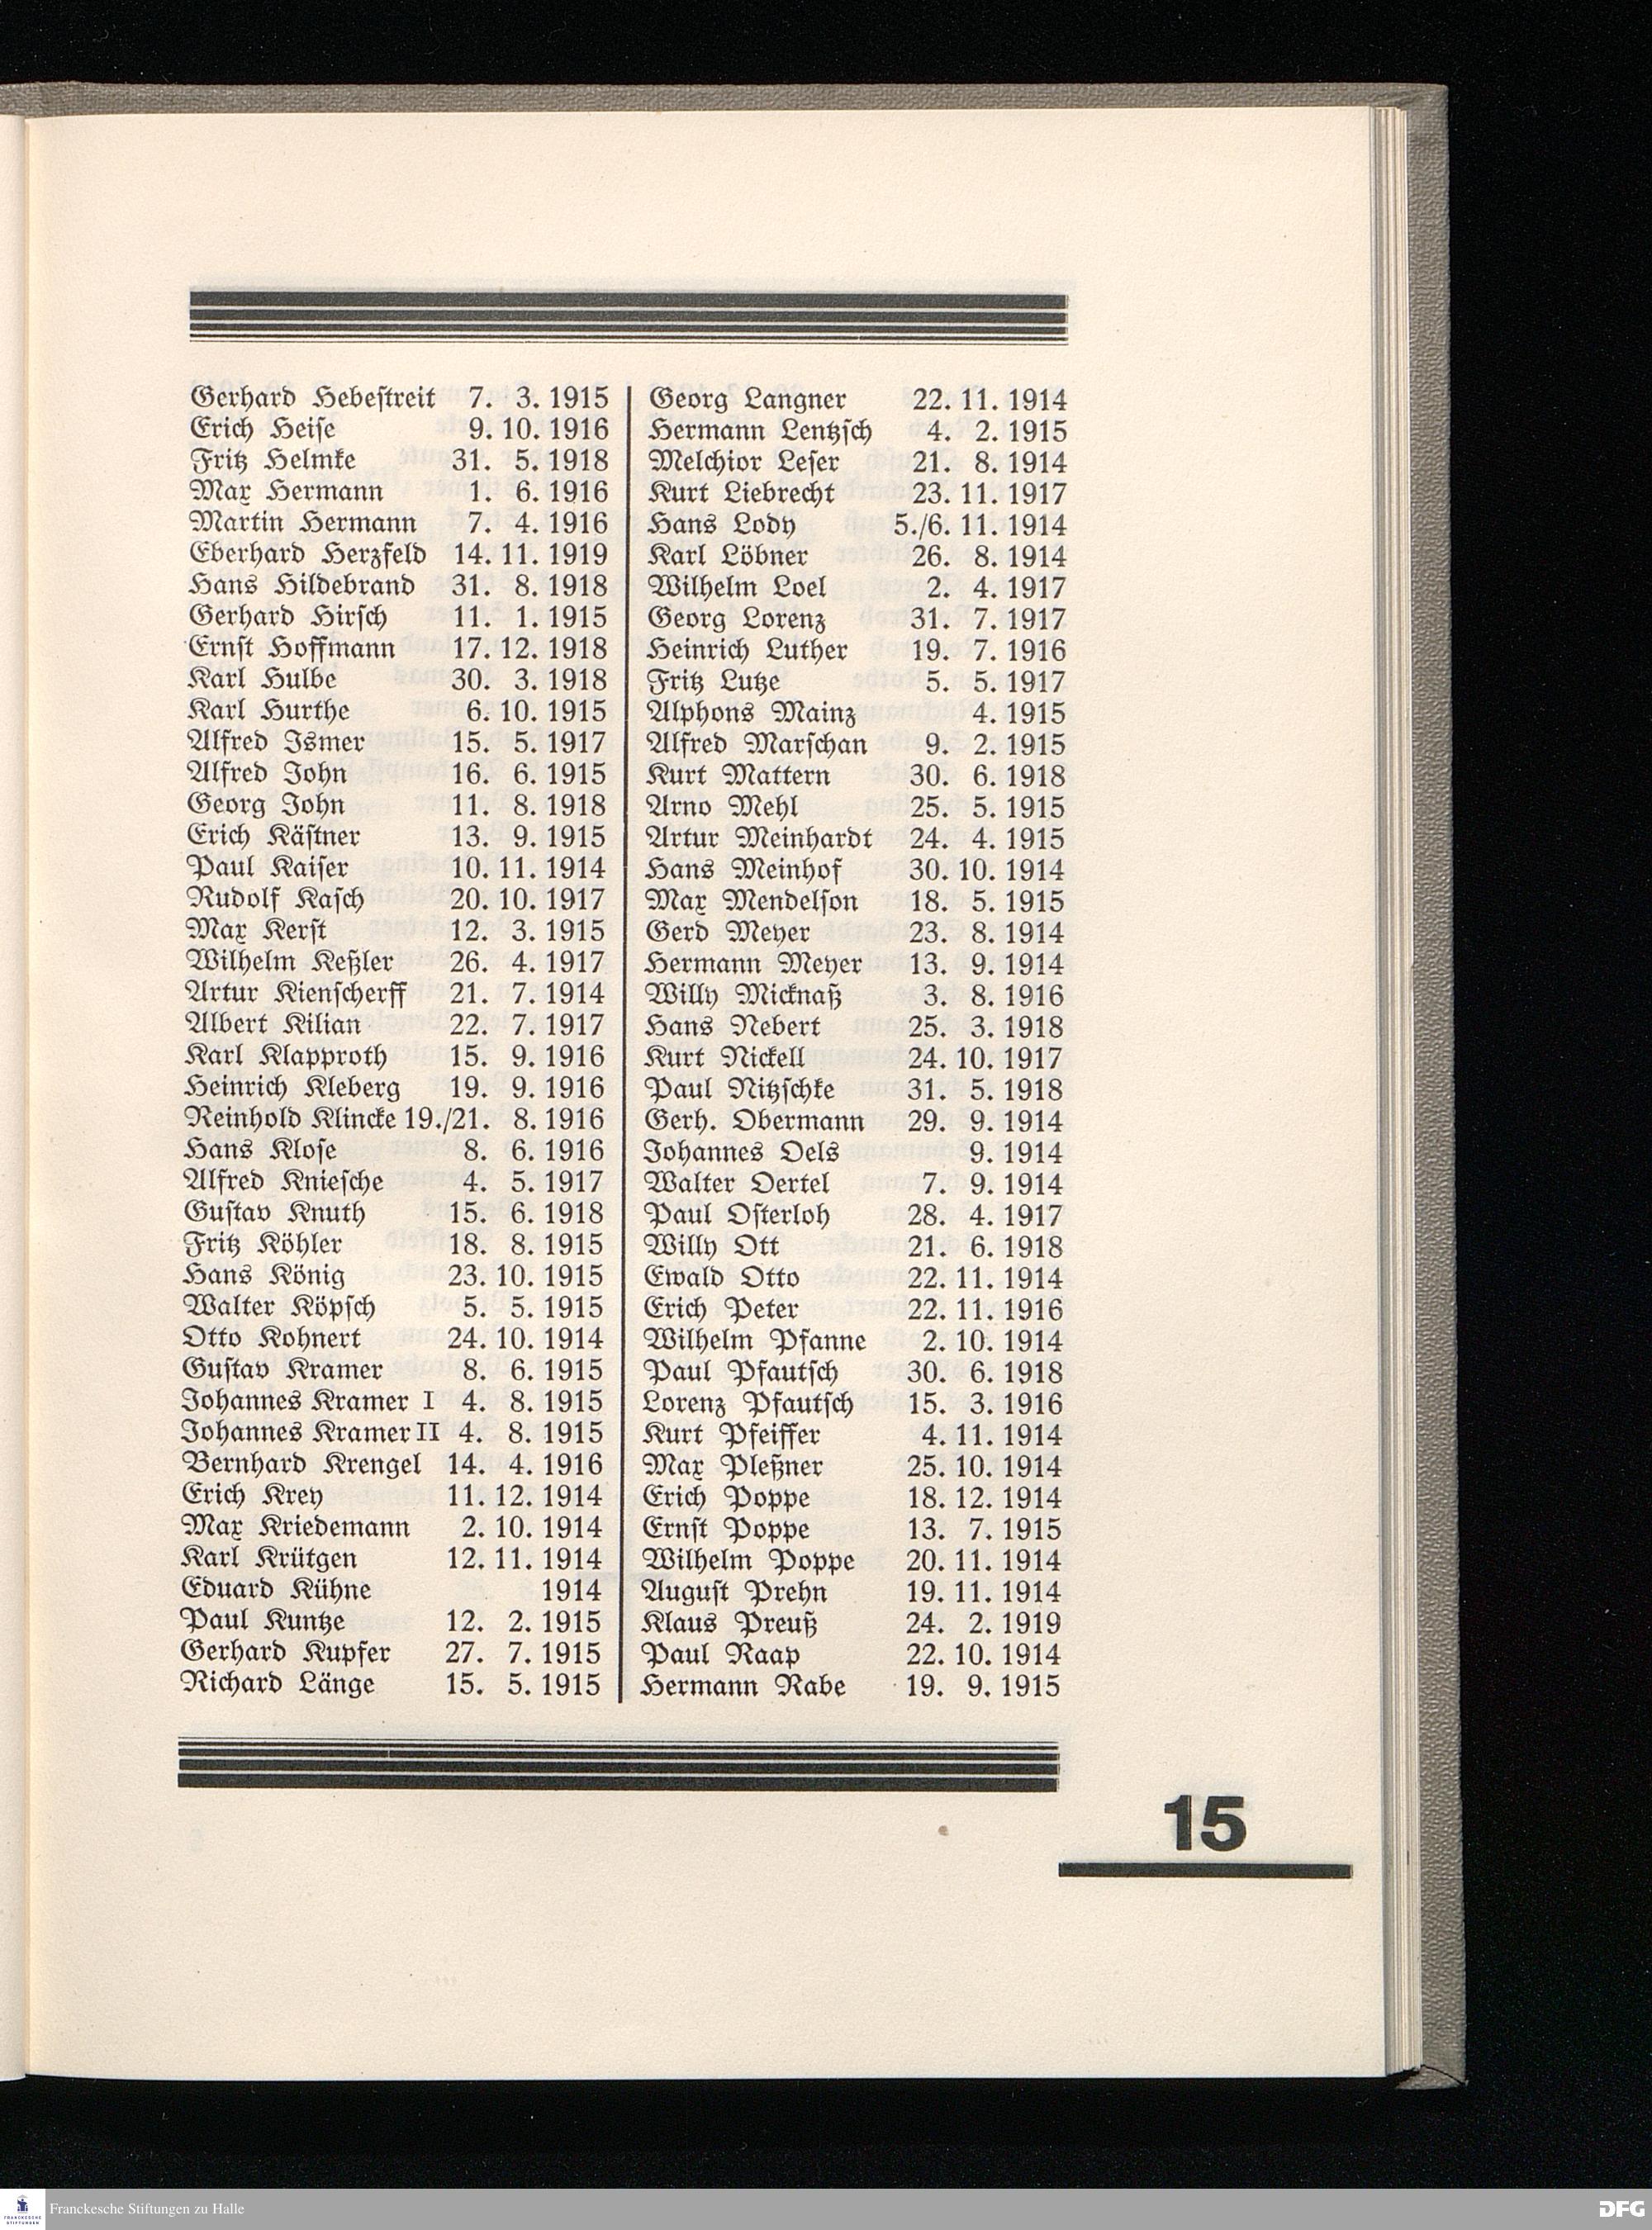 Gerhard Hebestreit 7. 3. 1915
Erich Heise 9. 10. 1916
Fritz Helmke 31. 5. 1918
Max Hermann 1. 6. 1916
Martin Hermann 7. 4. 1916
Eberhard Herzfeld 14. 11. 1919
Hans Hildebrand 31. 8. 1918
Gerhard Hirsch 11. 1. 1915
Ernst Hoffmann 17. 12. 1918
Karl Hulbe 30. 3. 1918
Karl Hurthe 6. 10. 1915
Alfred Ismer 15. 5. 1917
Alfred John 16. 6. 1915
Georg John 11. 8. 1918
Erich Kästner 13. 9. 1915
Paul Kaiser 10. 11. 1914
Rudolf Kasch 20. 10. 1917
Max Kerst 12. 3. 1915
Wilhelm Keßler 26. 4. 1917
Artur Kienscherff 21. 7. 1914
Albert Kilian 22. 7. 1917
Karl Klapproth 15. 9. 1916
Heinrich Kleberg 19. 9. 1916
Reinhold Klincke 19./21. 8. 1916
Hans Klose 8. 6. 1916
Alfred Kniesche 4. 5. 1917
Gustav Knuth 15. 6. 1918
Fritz Köhler 18. 8. 1915
Hans König 23. 10. 1915
Walter Köpsch 5. 5. 1915
Otto Kohnert 24. 10. 1914
Gustav Kramer 8. 6. 1915
Johannes Kramer I 4. 8. 1915
Johannes Kramer II 4. 8. 1915
Bernhard Krengel 14. 4. 1916
Erich Krey 11. 12. 1914
Max Kriedemann 2. 10. 1914
Karl Krütgen 12. 11. 1914
Eduard Kühne 1914
Paul Kuntze 12. 2. 1915
Gerhard Kupfer 27. 7. 1915
Richard Länge 15. 5. 1915
Georg Langner 22. 11. 1914
Hermann Lentzsch 4. 2. 1915
Melchior Leser 21. 8. 1914
Kurt Liebrecht 23. 11. 1917
Hans Lody 5./6. 11. 1914
Karl Löbner 26. 8. 1914
Wilhelm Loel 2. 4. 1917
Georg Lorenz 31. 7. 1917
Heinrich Luther 19. 7. 1916
Fritz Lutze 5. 5. 1917
Alphons Mainz 4. 1915
Alfred Marschan 9. 2. 1915
Kurt Mattern 30. 6. 1918
Arno Mehl 25. 5. 1915
Artur Meinhardt 24. 4. 1915
Hans Meinhof 30. 10. 1914
Max Mendelson 18. 5. 1915
Gerd Meyer 23. 8. 1914
Hermann Meyer 13. 9. 1914
Willy Micknaß 3. 8. 1916
Hans Nebert 25. 3. 1918
Kurt Nickell 24. 10. 1917
Paul Nitzschke 31. 5. 1918
Gerh. Obermann 29. 9. 1914
Johannes Oels 9. 1914
Walter Oertel 7. 9. 1914
Paul Osterloh 28. 4. 1917
Willy Ott 21. 6. 1918
Ewald Otto 22. 11. 1914
Erich Peter 22. 11. 1916
Wilhelm Pfanne 2. 10. 1914
Paul Pfautsch 30. 6. 1918
Lorenz Pfautsch 15. 3. 1916
Kurt Pfeiffer 4. 11. 1914
Max Pleßner 25. 10. 1914
Erich Poppe 18. 12. 1914
Ernst Poppe 13. 7. 1915
Wilhelm Poppe 20. 11. 1914
August Prehn 19. 11. 1914
Klaus Preuß 24. 2. 1919
Paul Raap 22. 10. 1914
Hermann Rabe 19. 9. 1915
15
FRANCKESCHE
STIFTUNGEN
Franckesche Stiftungen zu Halle
DFG